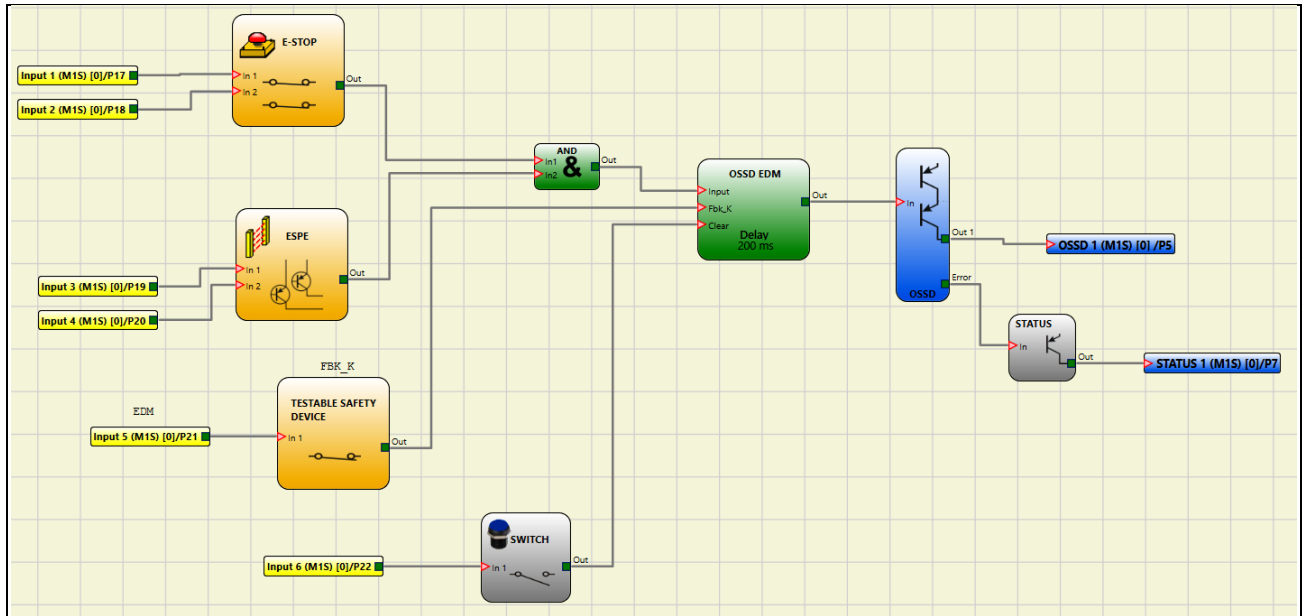 E-STOP
Input 1 (M1S) [0]/P17
In 1
Out
Input 2 (M1S) [0]/P18
In 2
AND
In1
&
Out
In2
OSSD EDM
Input
Out
Fbk_K
Clear
Delay
200 ms
In
Out 1
OSSD 1 (M1S) [0] /P5
Error
OSSD
ESPE
In 1
Out
Input 3 (M1S) [0]/P19
In 2
Input 4 (M1S) [0]/P20
STATUS
In
Out
STATUS 1 (M1S) [0]/P7
FBK_K
TESTABLE SAFETY
DEVICE
EDM
Input 5 (M1S) [0]/P21
In 1
Out
SWITCH
Input 6 (M1S) [0]/P22
In 1
Out